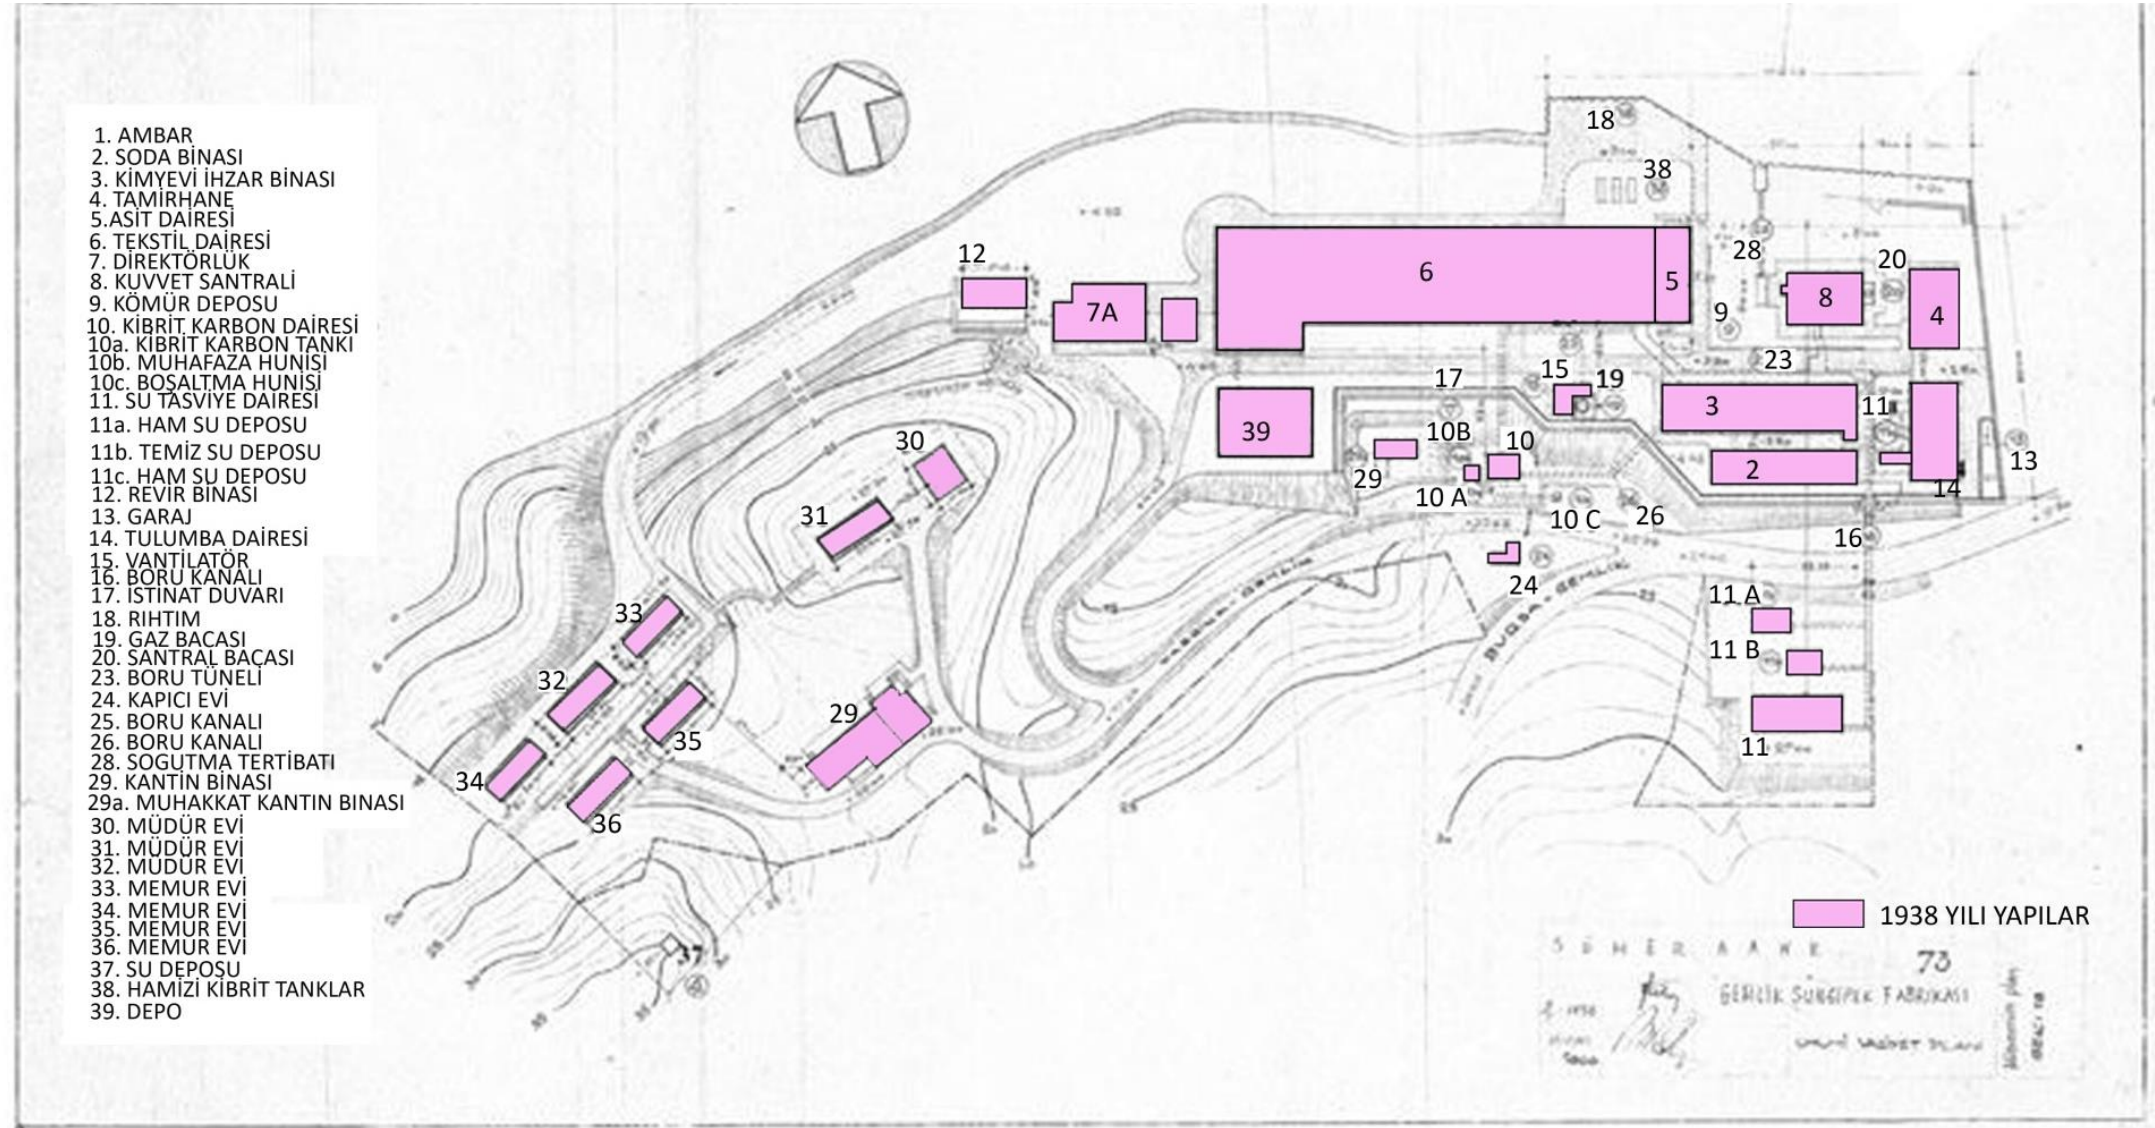 1. AMBAR
2. SODA BİNASI
3. KİMYEVİ İHZAR BİNASI
4. TAMİRHANE
5.ASİT DAİRESİ
6. TEKSTİL DAİRESİ
7. DİREKTÖRLÜK
8. KUVVET SANTRALİ
9. KÖMÜR DEPOSU
10. KİBRİT KARBON DAİRESİ
10a. KİBRİT KARBON TANKI
10b. MUHAFAZA HUNİSİ
10c. BOŞALTMA HUNİSİ
11. SU TASVİYE DAİRESİ
11a. HAM SU DEPOSU
11b. TEMİZ SU DEPOSU
11c. HAM SU DEPOSU
12. REVİR BİNASI
13. GARAJ
14. TULUMBA DAİRESİ
15. VANTİLATÖR
16. BORU KANALI
17. İSTİNAT DUVARI
18. RIHTIM
19. GAZ BACASI
20. SANTRAL BACASI
23. BORU TÜNELİ
24. KAPICI EVİ
25. BORU KANALI
26. BORU KANALI
28. SOGUTMA TERTİBATI
29. KANTİN BİNASI
29a. MUHAKKAT KANTIN BINASI
30. MÜDÜR EVİ
31. MÜDÜR EVİ
32. MÜDÜR EVİ
33. MEMUR EVİ
34. MEMUR EVİ
35. MEMUR EVİ
36. MEMUR EVİ
37. SU DEPOSU
38. HAMİZİ KİBRİT TANKLAR
39. DEPO
18
38
12
6
5
28
20
7A
8
9
4
23
15
19
17
3
11
39
10B
10
30
29
2
13
10 A
14
31
10 C
26
16
24
11 A
33
11 B
32
29
35
11
34
36
1938 YILI YAPILAR
37
SÜMERBANK
73
GEMLİK SUNGİPEK FABRİKASI
BURSA - GEMLİK